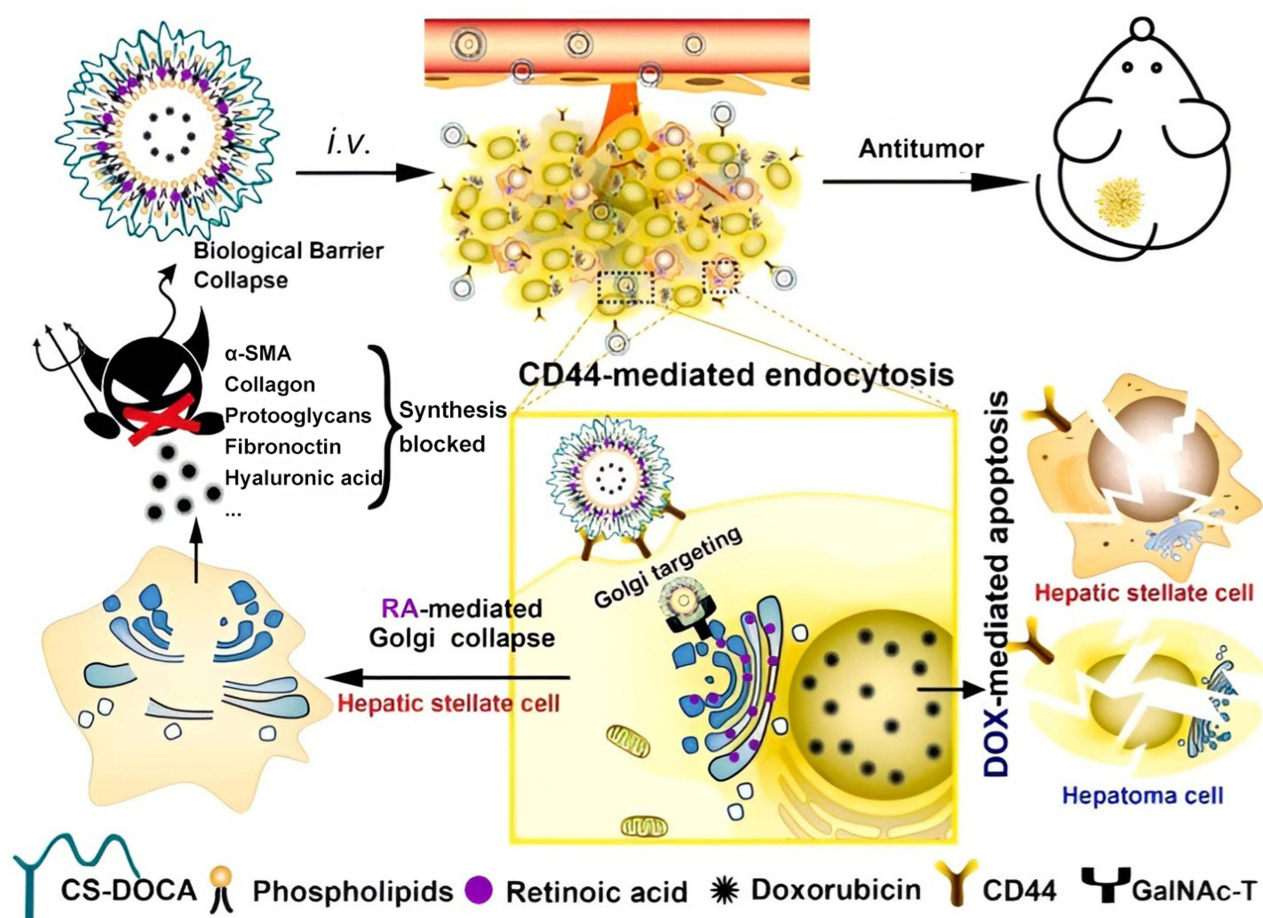 i.v.
Antitumor
Biological Barrier
Collapse
α-SMA
Collagon
Protooglycans
Fibronoctin
Hyaluronic acid
...
Synthesis
blocked
CD44-mediated endocytosis
Golgi targeting
RA-mediated
Golgi collapse
Hepatic stellate cell
DOX-mediated apoptosis
Hepatic stellate cell
Hepatoma cell
CS-DOCA
Phospholipids
Retinoic acid
Doxorubicin
CD44
GalNAc-T